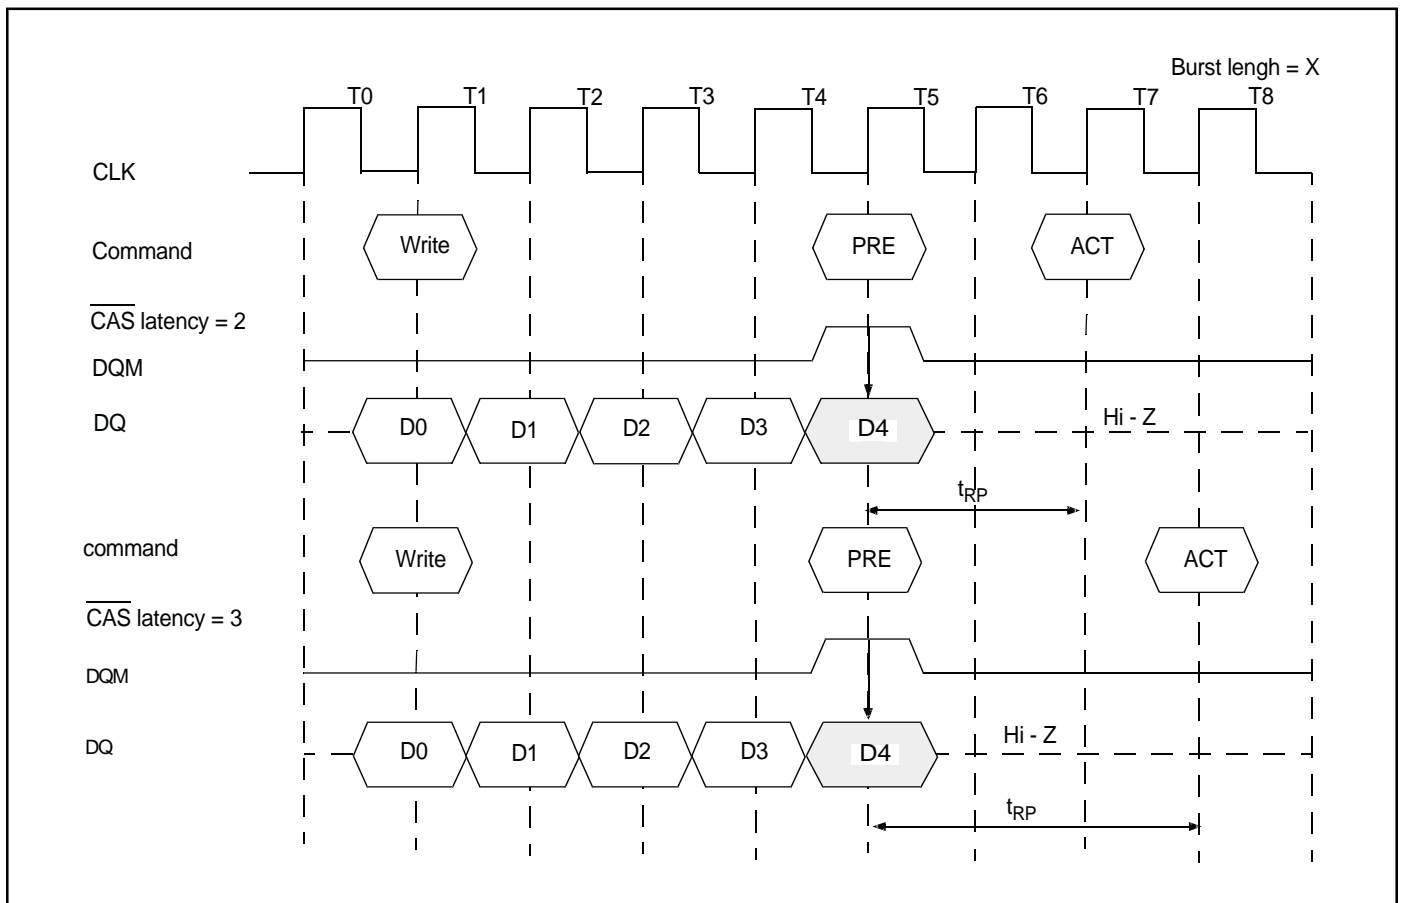 Burst lengh = X
T0 T1 T2 T3 T4 T5 T6 T7 T8
CLK
Command Write PRE ACT
CAS latency = 2
DQM
DQ D0 D1 D2 D3 D4 Hi - Z
tRP
command Write PRE ACT
CAS latency = 3
DQM
DQ D0 D1 D2 D3 D4 Hi - Z
tRP